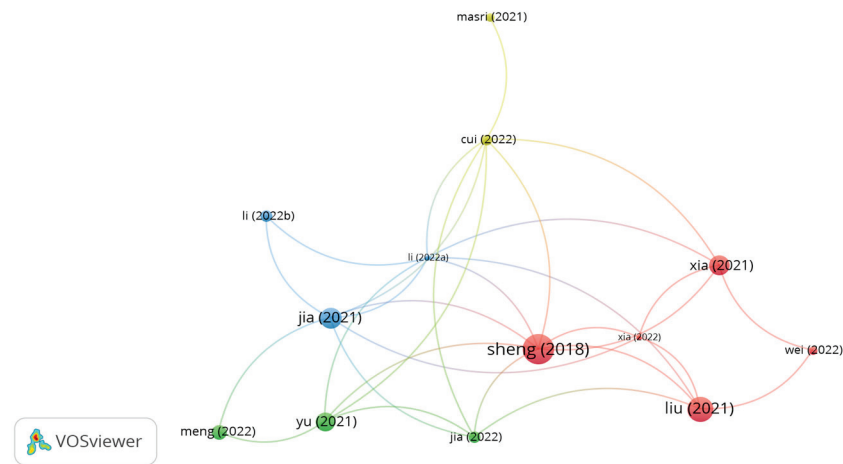 masri (2021)
cui (2022)
li (2022b)
li (2022a)
xia (2021)
jia (2021)
xia (2022)
sheng (2018)
wei (2022)
liu (2021)
yu (2021)
meng (2022)
jia (2022)
VOSviewer